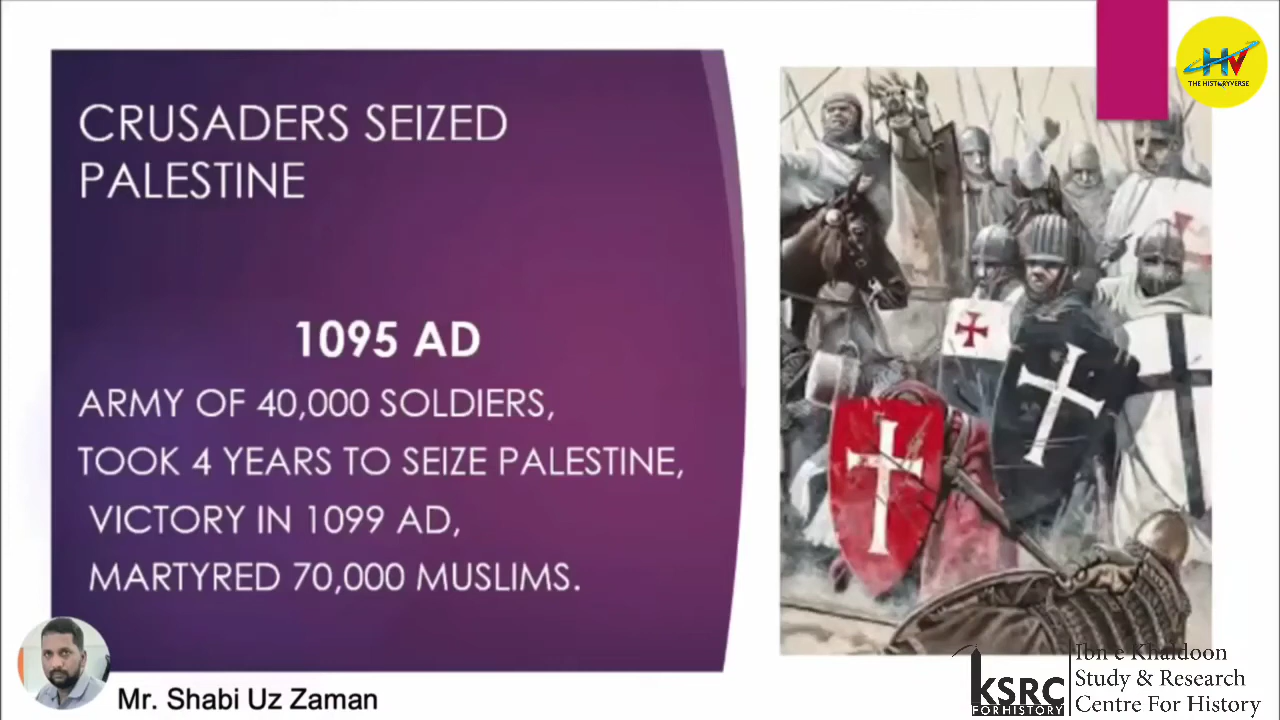 CRUSADERS SEIZED
PALESTINE
1095 AD
ARMY OF 40,000 SOLDIERS,
TOOK 4 YEARS TO SEIZE PALESTINE,
VICTORY IN 1099 AD,
MARTYRED 70,000 MUSLIMS.
HV
THE HISTORYVERSE
Mr. Shabi Uz Zaman
KSRC
FOR HISTORY
Ibn e Khaldoon
Study & Research
Centre For History